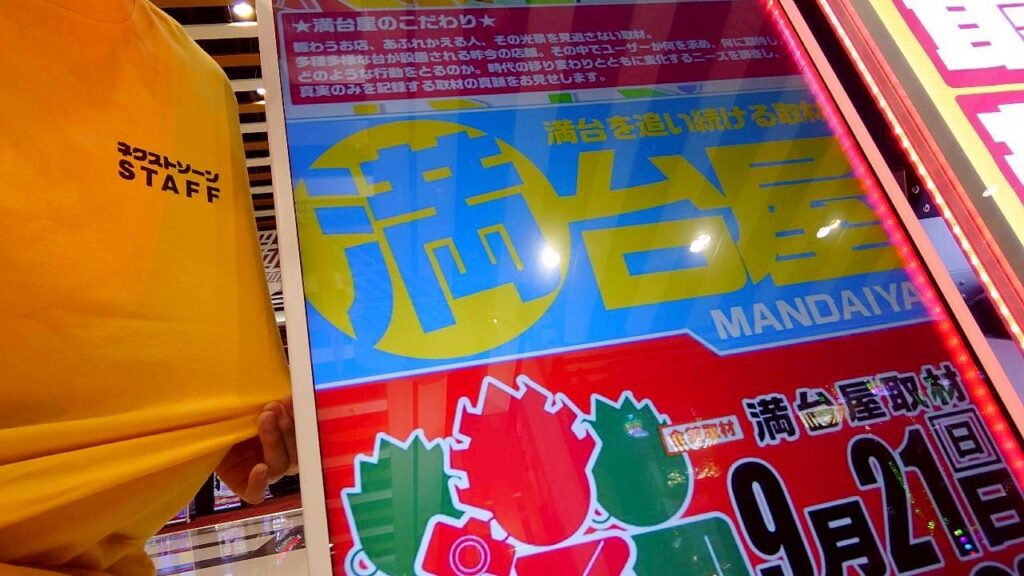 ネクストゾーン
STAFF
★満台屋のこだわり★
賑わうお店、あふれかえる人、その光景を見逃さない取材。
多種多様な台が設置される昨今の店舗。その中でユーザーが何を求め、何に期待し、
どのような行動をとるのか。時代の移り変わりとともに変化するニーズを調査し、
真実のみを記録する取材の真髄をお見せします。
満台を追い続ける取材
満台屋
MANDAIYA
満台屋取材
9月21日